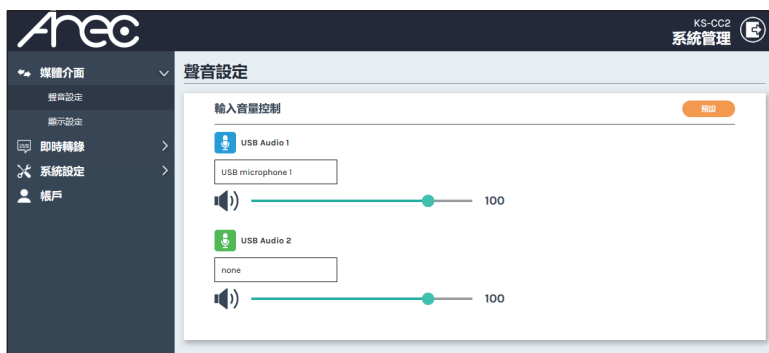 Arec
KS-CC2
系統管理
媒體介面
聲音設定
顯示設定
即時轉錄
系統設定
帳戶
聲音設定
輸入音量控制
預設
USB Audio 1
USB microphone 1
100
USB Audio 2
none
100